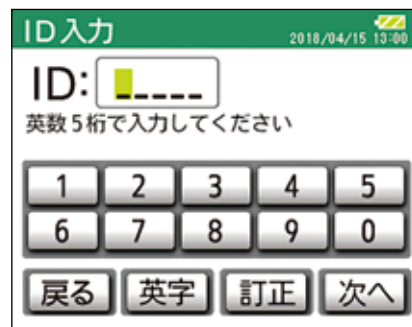 ID入力
2018/04/15 13:00
ID: _____
英数5桁で入力してください
1 2 3 4 5
6 7 8 9 0
戻る 英字 訂正 次へ